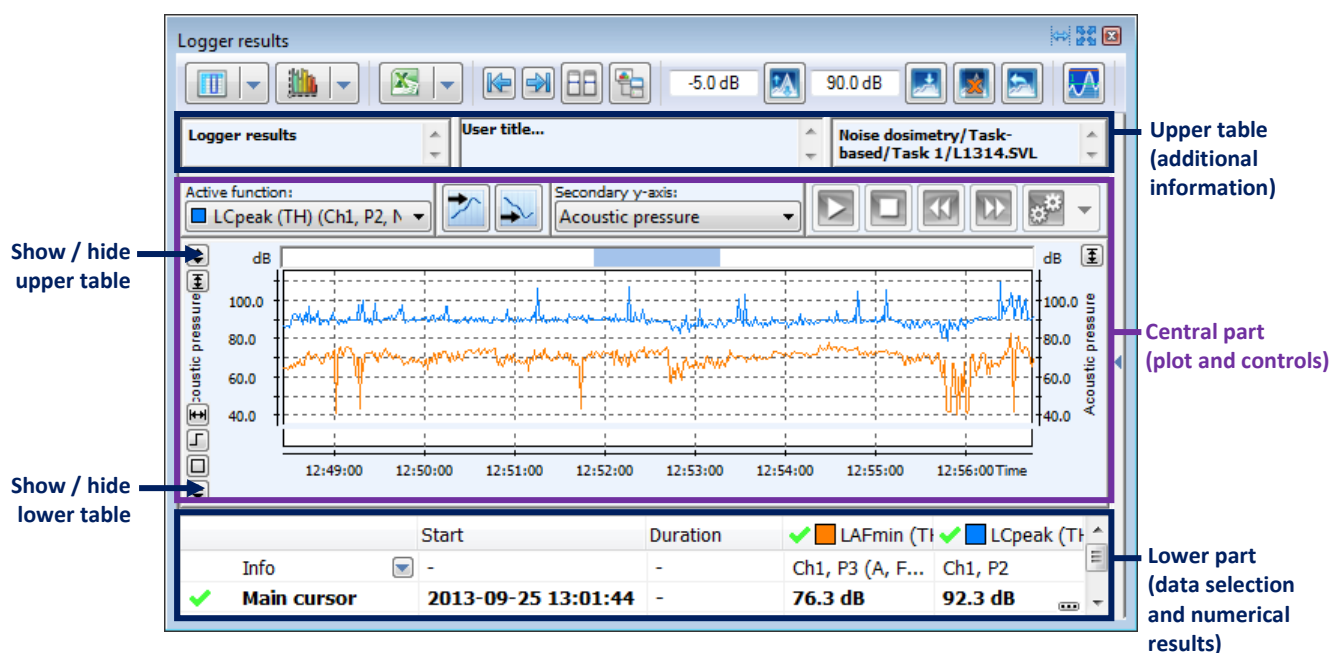 Logger results
-5.0 dB 90.0 dB
Logger results
User title...
Noise dosimetry/Task-
based/Task 1/L1314.SVL
Upper table
(additional
information)
Active function:
LCpeak (TH) (Ch1, P2, N
Secondary y-axis:
Acoustic pressure
Show / hide
upper table
dB
100.0
80.0
60.0
40.0
coustic pressure
dB
100.0
80.0
60.0
40.0
Acoustic pressure
Central part
(plot and controls)
12:49:00 12:50:00 12:51:00 12:52:00 12:53:00 12:54:00 12:55:00 12:56:00 Time
Show / hide
lower table
Start Duration LAFmin (TH LCpeak (TH
Info - - Ch1, P3 (A, F... Ch1, P2
Main cursor 2013-09-25 13:01:44 - 76.3 dB 92.3 dB
Lower part
(data selection
and numerical
results)